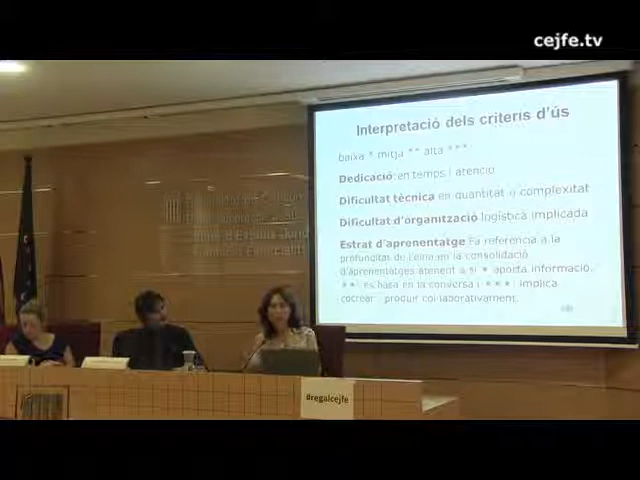 cejfe.tv
Interpretació dels criteris d'ús
baixa * mitja ** alta ***
Dedicació: en temps i atenció
Dificultat tècnica en quantitat o complexitat
Dificultat d'organització logística implicada
Estrat d'aprenentatge Fa referència a la
profunditat de l'eina en la consolidació
d'aprenentatges atenent a si * aporta informació,
** es basa en la conversa i *** implica
cocrear produir col·laborativament.
#regalcejfe